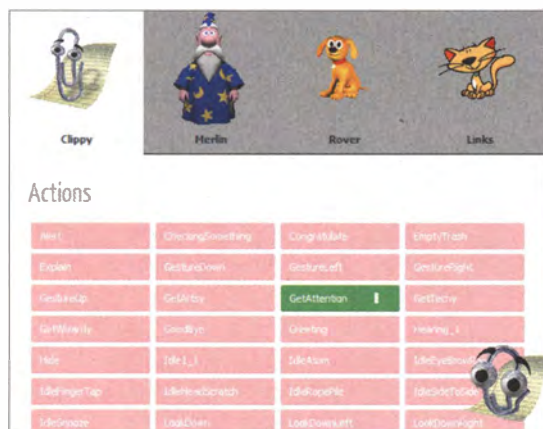 Clippy Merlin Rover Links
Actions
Alert CheckingSomething Congratulate EmptyTrash
Explain GestureDown GestureLeft GestureRight
GestureUp GetArtsy GetAttention GetTechy
GetWizardy GoodBye Greeting Hearing_1
Hide Idle1_1 IdleAtom
IdleFingerTap IdleHeadScratch IdleRopePile IdleSideToSide
IdleSnooze LookDown LookDownLeft LookDownRight